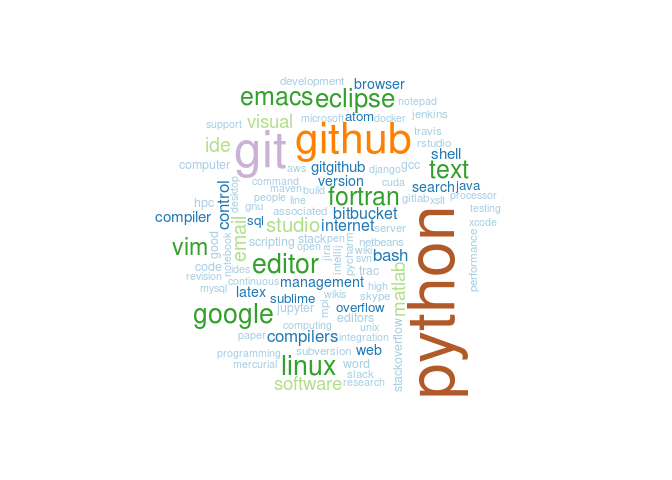 development
browser
emacs
eclipse
notepad
support
visual
microsoft
atom
docker
jenkins
ide
git
github
travis
rstudio
computer
aws
gitgithub
django
gcc
shell
text
command
version
cuda
search
java
hpc
desktop
control
maven
build
people
line
fortran
gitlab
xslt
processor
compiler
gnu
associated
bitbucket
testing
sql
studio
internet
server
xcode
vim
good
email
scripting
stack
pen
netbeans
open
wiki
bash
python
performance
notebook
editor
jira
intellij
pycharm
svn
code
ides
trac
revision
continuous
management
high
matlab
mysql
latex
sublime
wikis
skype
google
jupyter
mpi
overflow
editors
computing
unix
paper
compilers
integration
programming
subversion
web
stackoverflow
mercurial
linux
word
slack
software
research